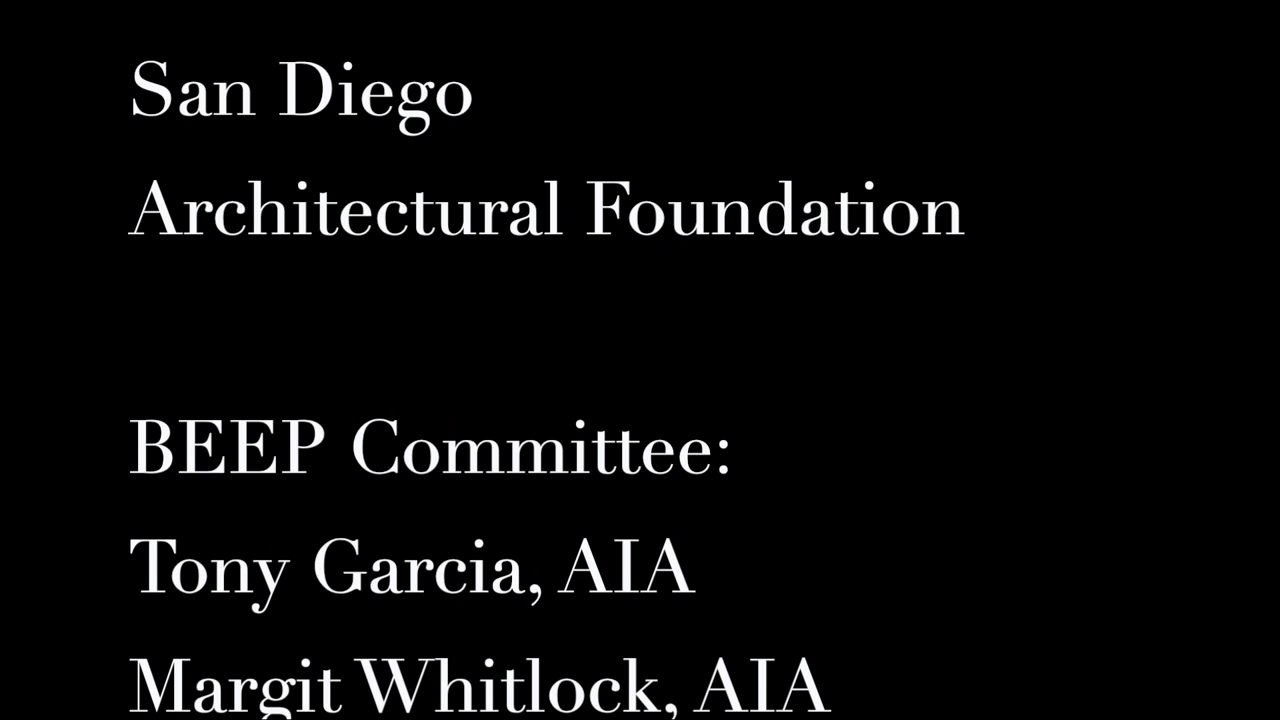 San Diego
Architectural Foundation
BEEP Committee:
Tony Garcia, AIA
Margit Whitlock, AIA